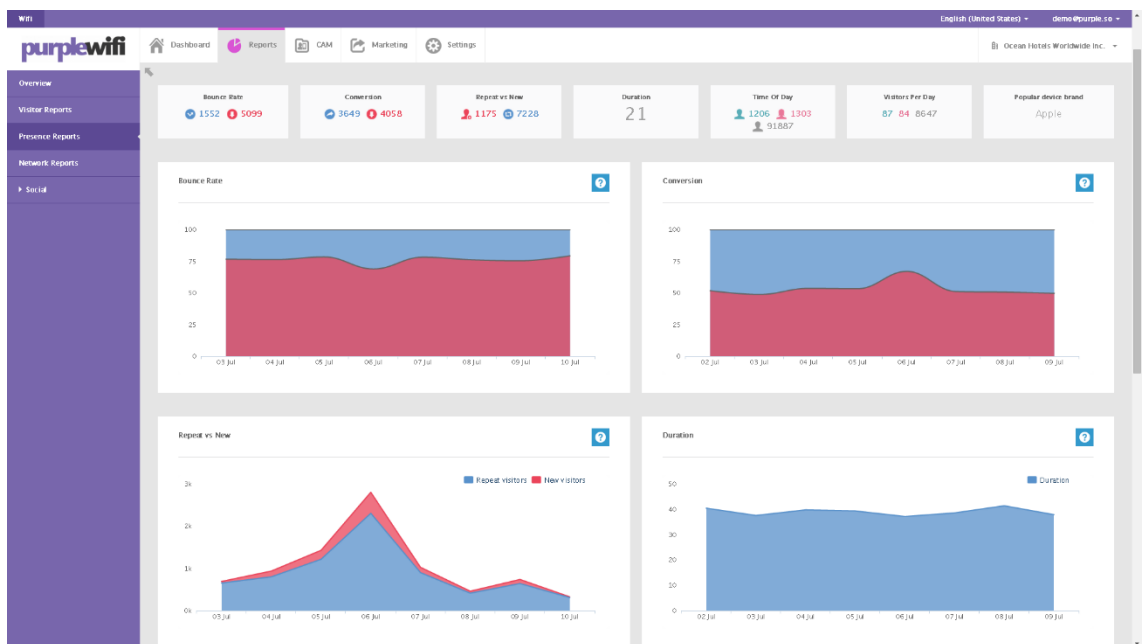 Wifi
English (United States)
demo@purple.se
purplewifi
Dashboard
Reports
CAM
Marketing
Settings
Ocean Hotels Worldwide Inc.
Overview
Visitor Reports
Presence Reports
Network Reports
Social
Bounce Rate
1552 5099
Conversion
3649 4058
Repeat vs New
1175 7228
Duration
21
Time Of Day
1206 1303
91887
Visitors Per Day
87 84 8647
Popular device brand
Apple
Bounce Rate
?
100
75
50
25
0
03 Jul 04 Jul 05 Jul 06 Jul 07 Jul 08 Jul 09 Jul 10 Jul
Conversion
?
100
75
50
25
0
02 Jul 03 Jul 04 Jul 05 Jul 06 Jul 07 Jul 08 Jul 09 Jul
Repeat vs New
?
Repeat visitors New visitors
3k
2k
1k
0k
03 Jul 04 Jul 05 Jul 06 Jul 07 Jul 08 Jul 09 Jul 10 Jul
Duration
?
Duration
50
40
30
20
10
0
02 Jul 03 Jul 04 Jul 05 Jul 06 Jul 07 Jul 08 Jul 09 Jul